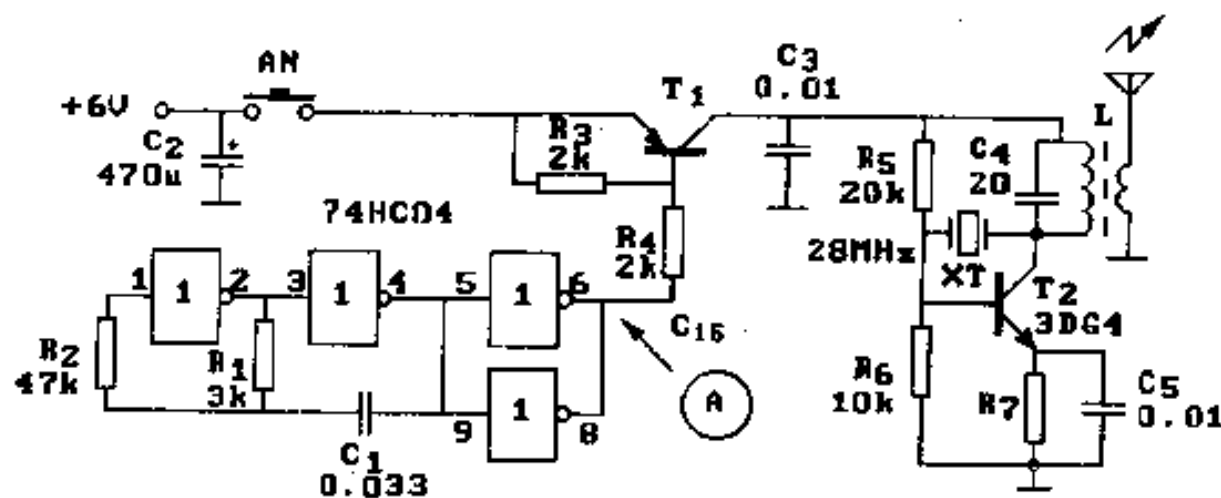 AN
+6V
C2
470u
R3
2k
T1
C3
0.01
L
R5
20k
C4
20
74HC04
R4
2k
28MHz
XT
T2
3DG4
1
1
2
3
1
4
5
1
6
C16
A
R2
47k
R1
3k
C1
0.033
9
1
8
R6
10k
R7
C5
0.01